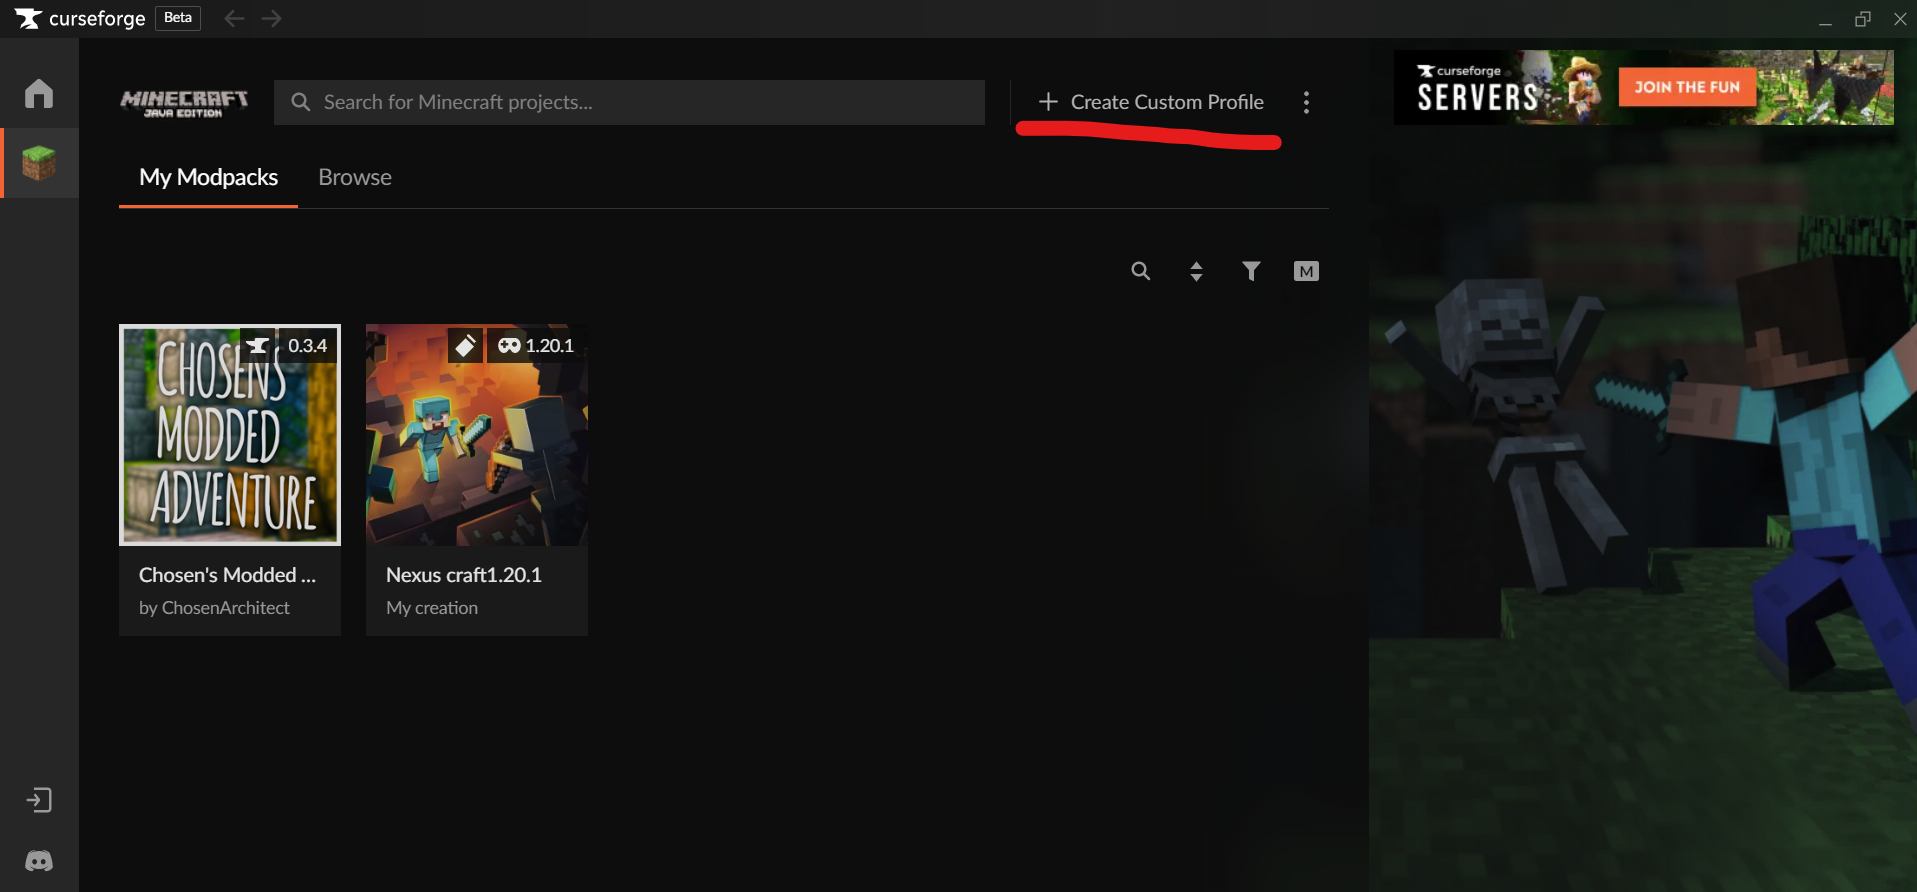 curseforge Beta
MINECRAFT
JAVA EDITION
Search for Minecraft projects...
Create Custom Profile
curseforge
SERVERS
JOIN THE FUN
My Modpacks
Browse
M
0.3.4
CHOSENS
MODDED
ADVENTURE
Chosen's Modded ...
by ChosenArchitect
1.20.1
Nexus craft1.20.1
My creation